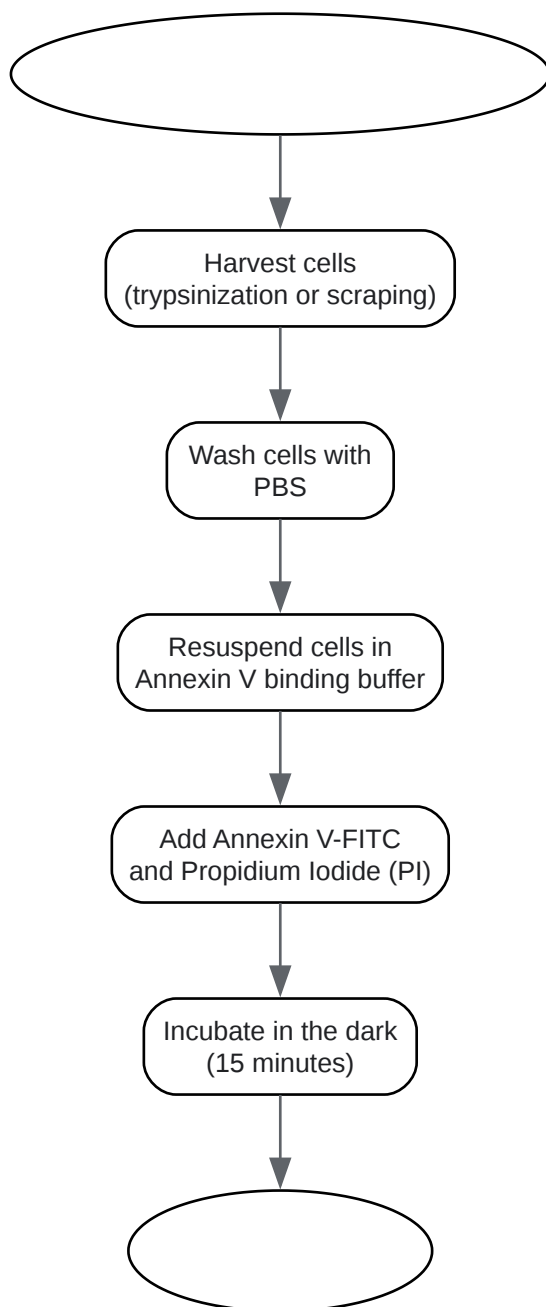 Harvest cells
(trypsinization or scraping)
Wash cells with
PBS
Resuspend cells in
Annexin V binding buffer
Add Annexin V-FITC
and Propidium Iodide (PI)
Incubate in the dark
(15 minutes)